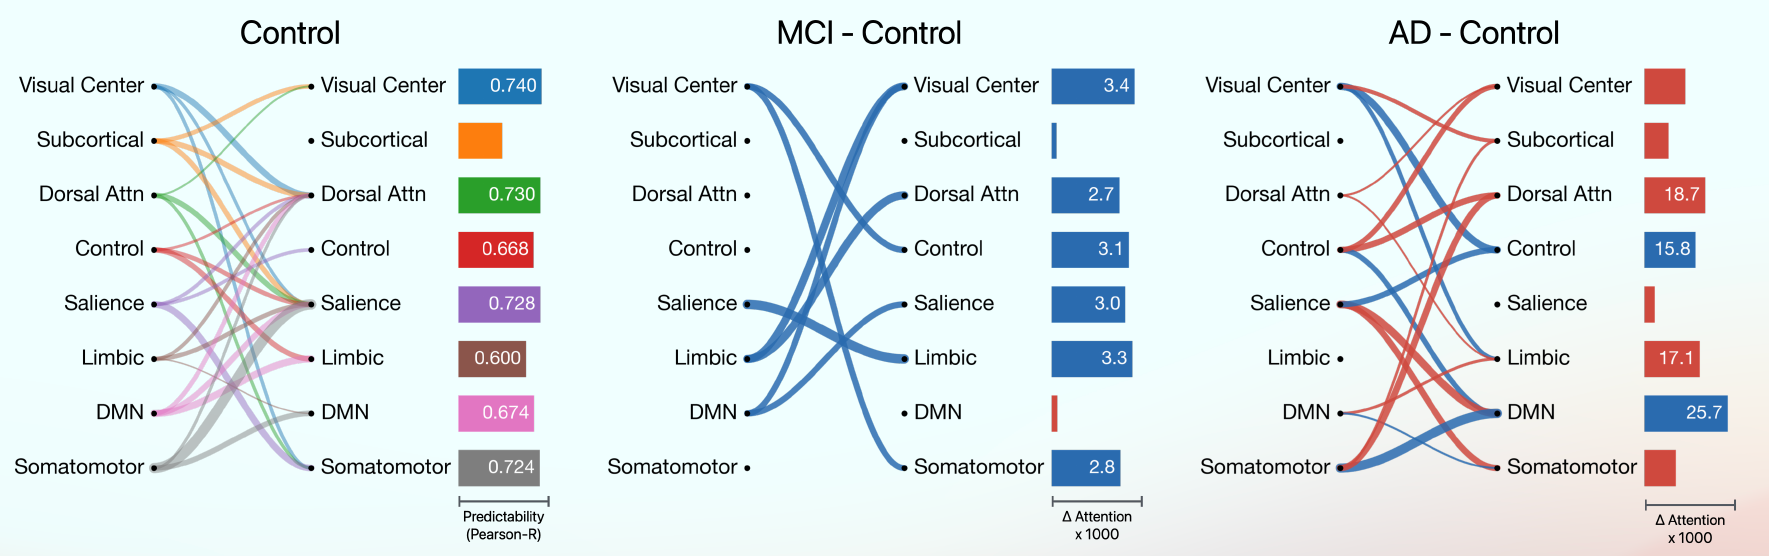 Control
Visual Center
Subcortical
Dorsal Attn
Control
Salience
Limbic
DMN
Somatomotor
Visual Center
Subcortical
Dorsal Attn
Control
Salience
Limbic
DMN
Somatomotor
0.740
0.730
0.668
0.728
0.600
0.674
0.724
Predictability
(Pearson-R)
MCI - Control
Visual Center
Subcortical
Dorsal Attn
Control
Salience
Limbic
DMN
Somatomotor
Visual Center
Subcortical
Dorsal Attn
Control
Salience
Limbic
DMN
Somatomotor
3.4
2.7
3.1
3.0
3.3
2.8
Δ Attention
x 1000
AD - Control
Visual Center
Subcortical
Dorsal Attn
Control
Salience
Limbic
DMN
Somatomotor
Visual Center
Subcortical
Dorsal Attn
Control
Salience
Limbic
DMN
Somatomotor
18.7
15.8
17.1
25.7
Δ Attention
x 1000